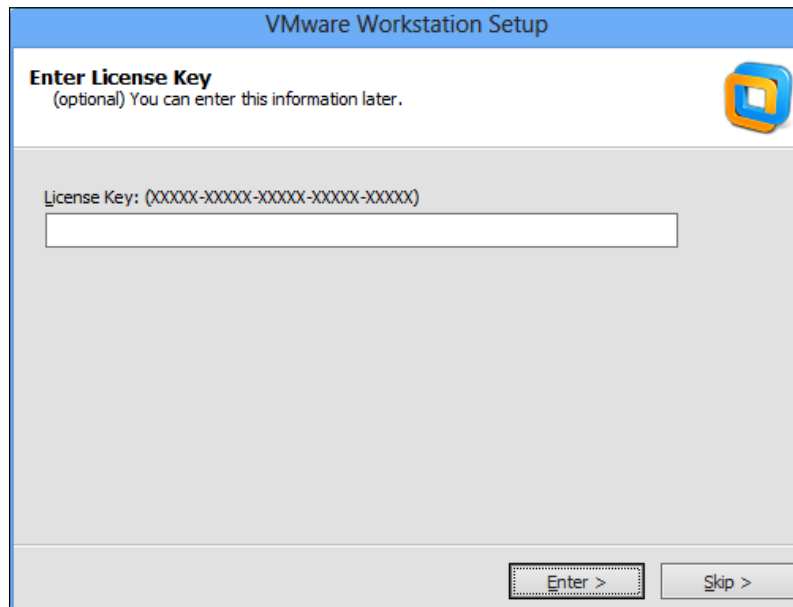 VMware Workstation Setup
Enter License Key
(optional) You can enter this information later.
License Key: (XXXXX-XXXXX-XXXXX-XXXXX-XXXXX)
Enter >
Skip >